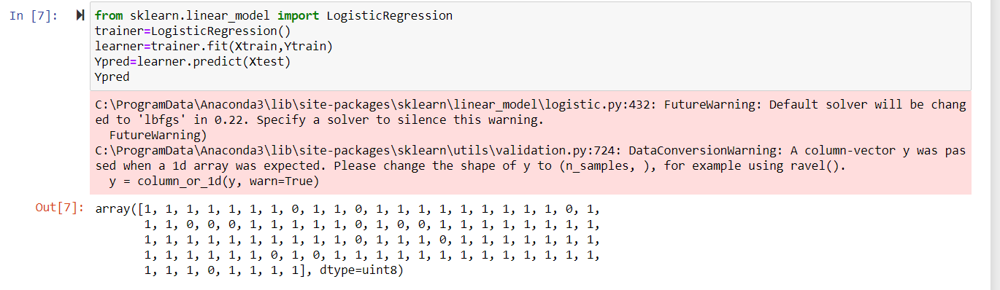 In [7]: from sklearn.linear_model import LogisticRegression
trainer=LogisticRegression()
learner=trainer.fit(Xtrain,Ytrain)
Ypred=learner.predict(Xtest)
Ypred
C:\ProgramData\Anaconda3\lib\site-packages\sklearn\linear_model\logistic.py:432: FutureWarning: Default solver will be chang
ed to 'lbfgs' in 0.22. Specify a solver to silence this warning.
  FutureWarning)
C:\ProgramData\Anaconda3\lib\site-packages\sklearn\utils\validation.py:724: DataConversionWarning: A column-vector y was pas
sed when a 1d array was expected. Please change the shape of y to (n_samples, ), for example using ravel().
  y = column_or_1d(y, warn=True)
Out[7]: array([1, 1, 1, 1, 1, 1, 1, 0, 1, 1, 0, 1, 1, 1, 1, 1, 1, 1, 1, 1, 0, 1,
       1, 1, 0, 0, 0, 1, 1, 1, 1, 1, 0, 1, 0, 0, 1, 1, 1, 1, 1, 1, 1, 1,
       1, 1, 1, 1, 1, 1, 1, 1, 1, 1, 0, 1, 1, 1, 0, 1, 1, 1, 1, 1, 1, 1,
       1, 1, 1, 1, 1, 1, 0, 1, 0, 1, 1, 1, 1, 1, 1, 1, 1, 1, 1, 1, 1, 1,
       1, 1, 1, 0, 1, 1, 1, 1], dtype=uint8)